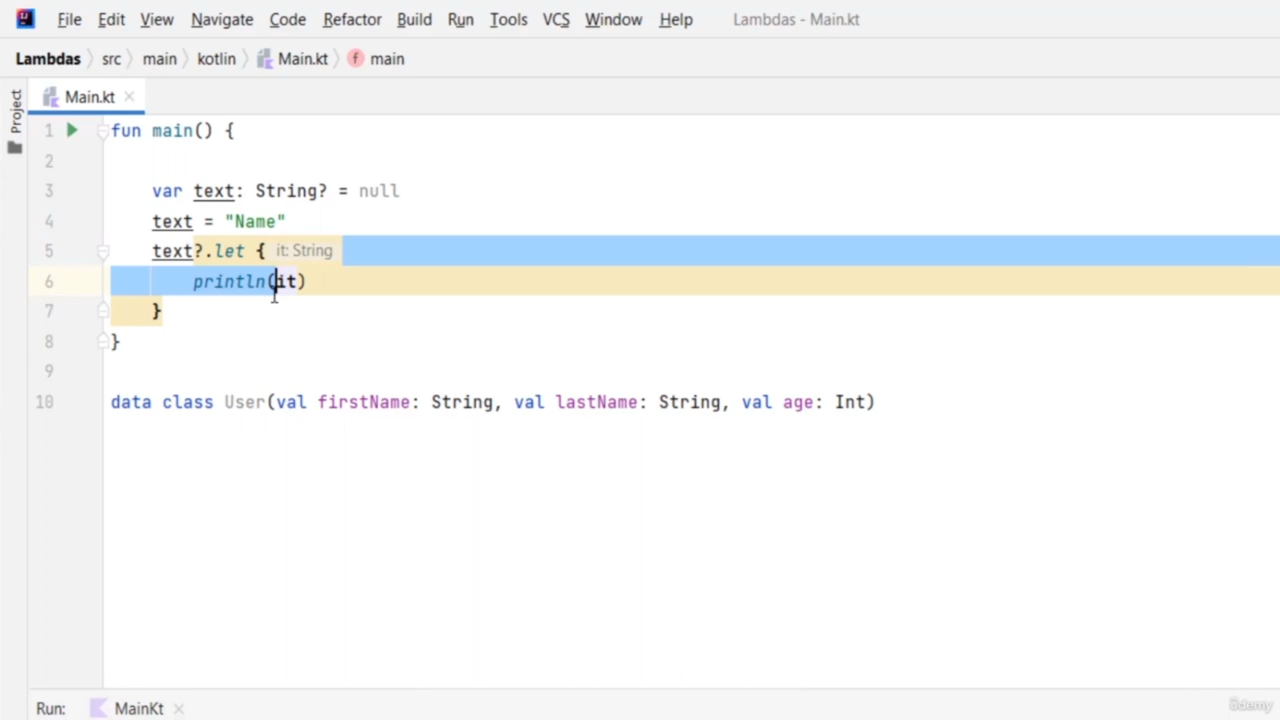 File Edit View Navigate Code Refactor Build Run Tools VCS Window Help Lambdas - Main.kt
Lambdas src main kotlin Main.kt f main
Project
Main.kt
1 fun main() {
2
3 var text: String? = null
4 text = "Name"
5 text?.let { it: String
6 println(it)
7 }
8 }
9
10 data class User(val firstName: String, val lastName: String, val age: Int)
Run: MainKt
ûdemy